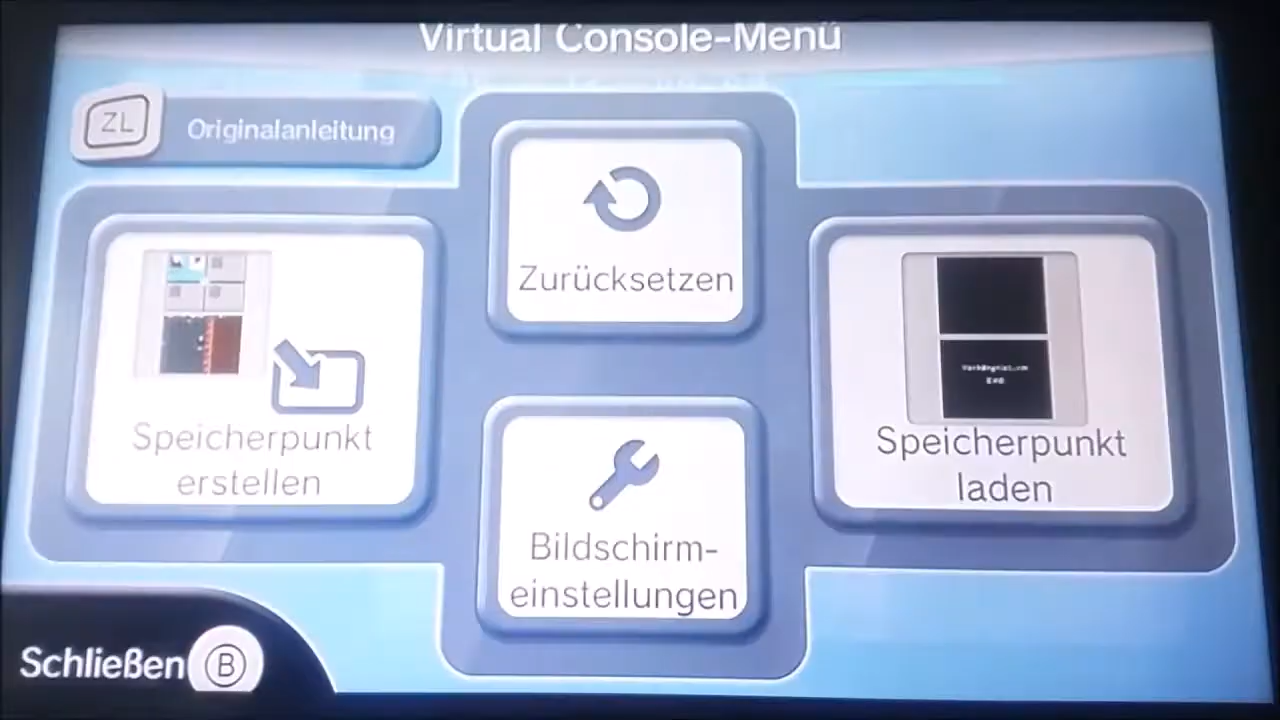 Virtual Console-Menü
ZL
Originalanleitung
Zurücksetzen
Speicherpunkt
erstellen
Speicherpunkt
laden
Bildschirm-
einstellungen
Schließen B